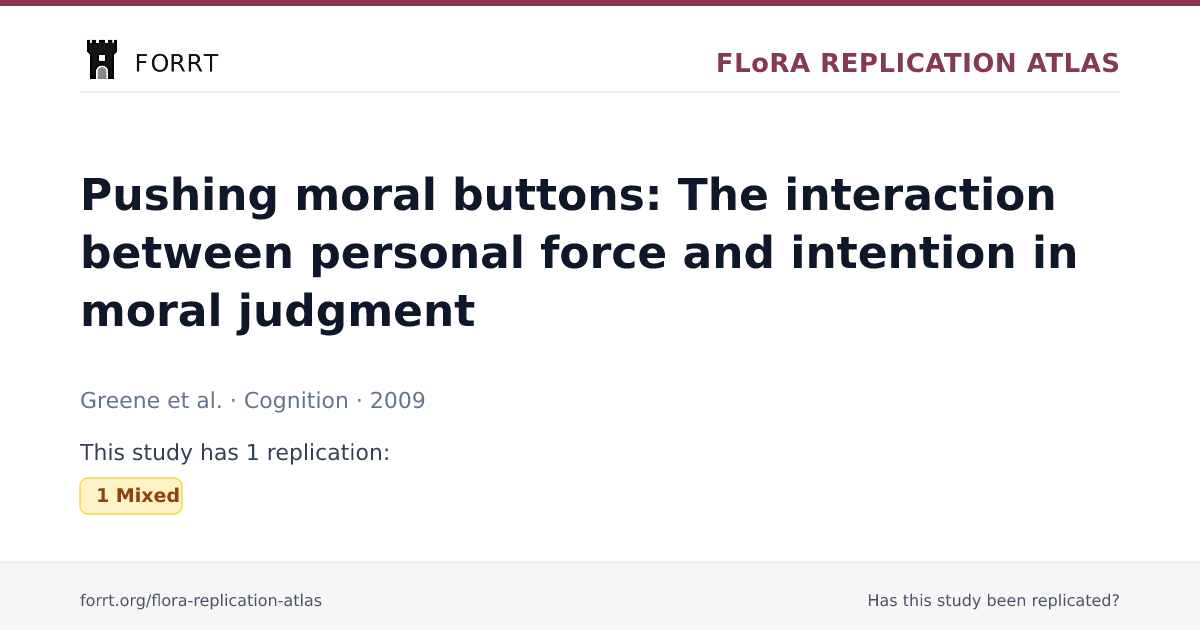 FORRT
FLoRA REPLICATION ATLAS
Pushing moral buttons: The interaction
between personal force and intention in
moral judgment
Greene et al. · Cognition · 2009
This study has 1 replication:
1 Mixed
forrt.org/flora-replication-atlas
Has this study been replicated?